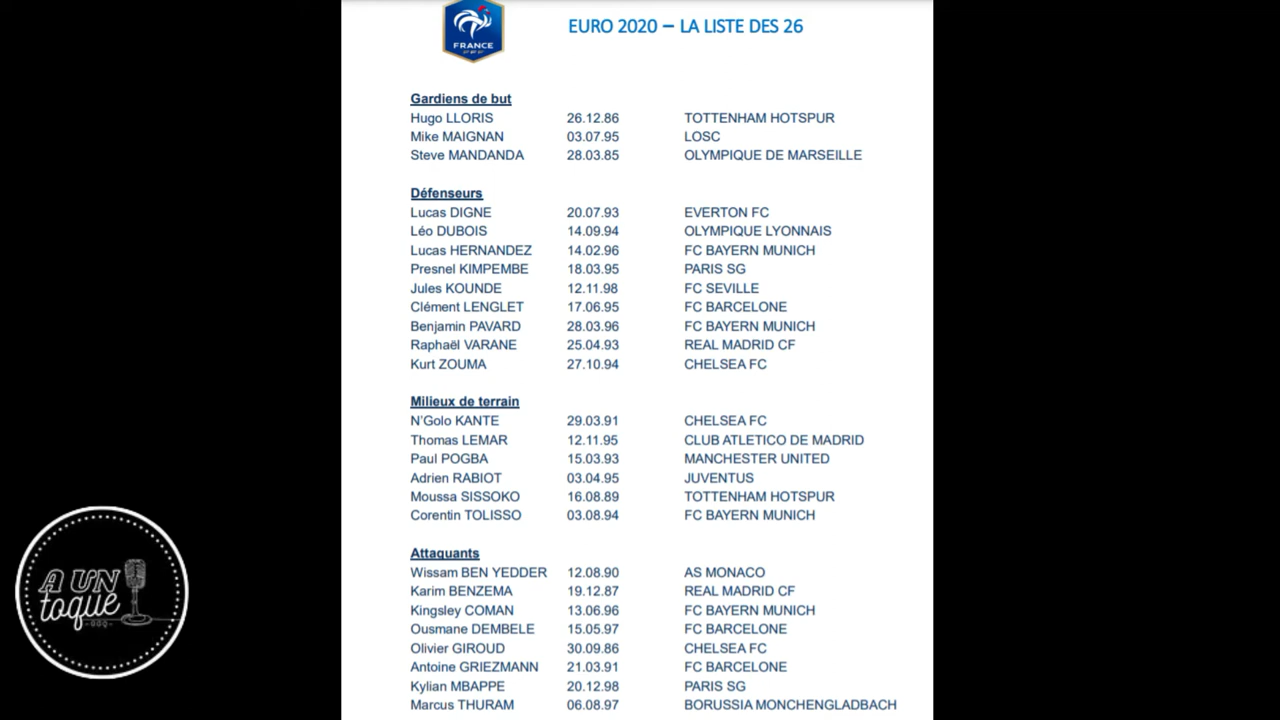 FRANCE
EURO 2020 – LA LISTE DES 26
Gardiens de but
Hugo LLORIS 26.12.86 TOTTENHAM HOTSPUR
Mike MAIGNAN 03.07.95 LOSC
Steve MANDANDA 28.03.85 OLYMPIQUE DE MARSEILLE
Défenseurs
Lucas DIGNE 20.07.93 EVERTON FC
Léo DUBOIS 14.09.94 OLYMPIQUE LYONNAIS
Lucas HERNANDEZ 14.02.96 FC BAYERN MUNICH
Presnel KIMPEMBE 18.03.95 PARIS SG
Jules KOUNDE 12.11.98 FC SEVILLE
Clément LENGLET 17.06.95 FC BARCELONE
Benjamin PAVARD 28.03.96 FC BAYERN MUNICH
Raphaël VARANE 25.04.93 REAL MADRID CF
Kurt ZOUMA 27.10.94 CHELSEA FC
Milieux de terrain
N'Golo KANTE 29.03.91 CHELSEA FC
Thomas LEMAR 12.11.95 CLUB ATLETICO DE MADRID
Paul POGBA 15.03.93 MANCHESTER UNITED
Adrien RABIOT 03.04.95 JUVENTUS
Moussa SISSOKO 16.08.89 TOTTENHAM HOTSPUR
Corentin TOLISSO 03.08.94 FC BAYERN MUNICH
Attaquants
Wissam BEN YEDDER 12.08.90 AS MONACO
Karim BENZEMA 19.12.87 REAL MADRID CF
Kingsley COMAN 13.06.96 FC BAYERN MUNICH
Ousmane DEMBELE 15.05.97 FC BARCELONE
Olivier GIROUD 30.09.86 CHELSEA FC
Antoine GRIEZMANN 21.03.91 FC BARCELONE
Kylian MBAPPE 20.12.98 PARIS SG
Marcus THURAM 06.08.97 BORUSSIA MONCHENGLADBACH
A UN
toque